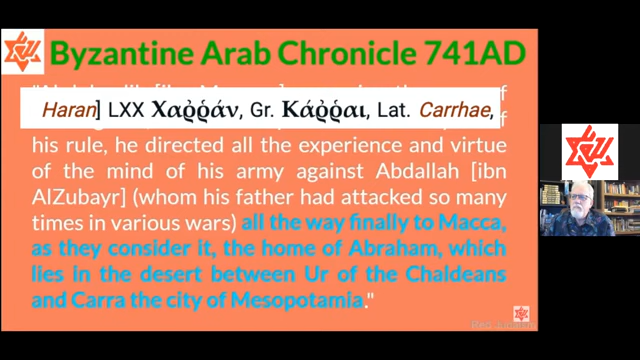 Byzantine Arab Chronicle 741AD
Haran] LXX Χαῤῥάν, Gr. Κάῤῥαι, Lat. Carrhae,
his rule, he directed all the experience and virtue
of the mind of his army against Abdallah [ibn
AlZubayr] (whom his father had attacked so many
times in various wars) all the way finally to Macca,
as they consider it, the home of Abraham, which
lies in the desert between Ur of the Chaldeans
and Carra the city of Mesopotamia."